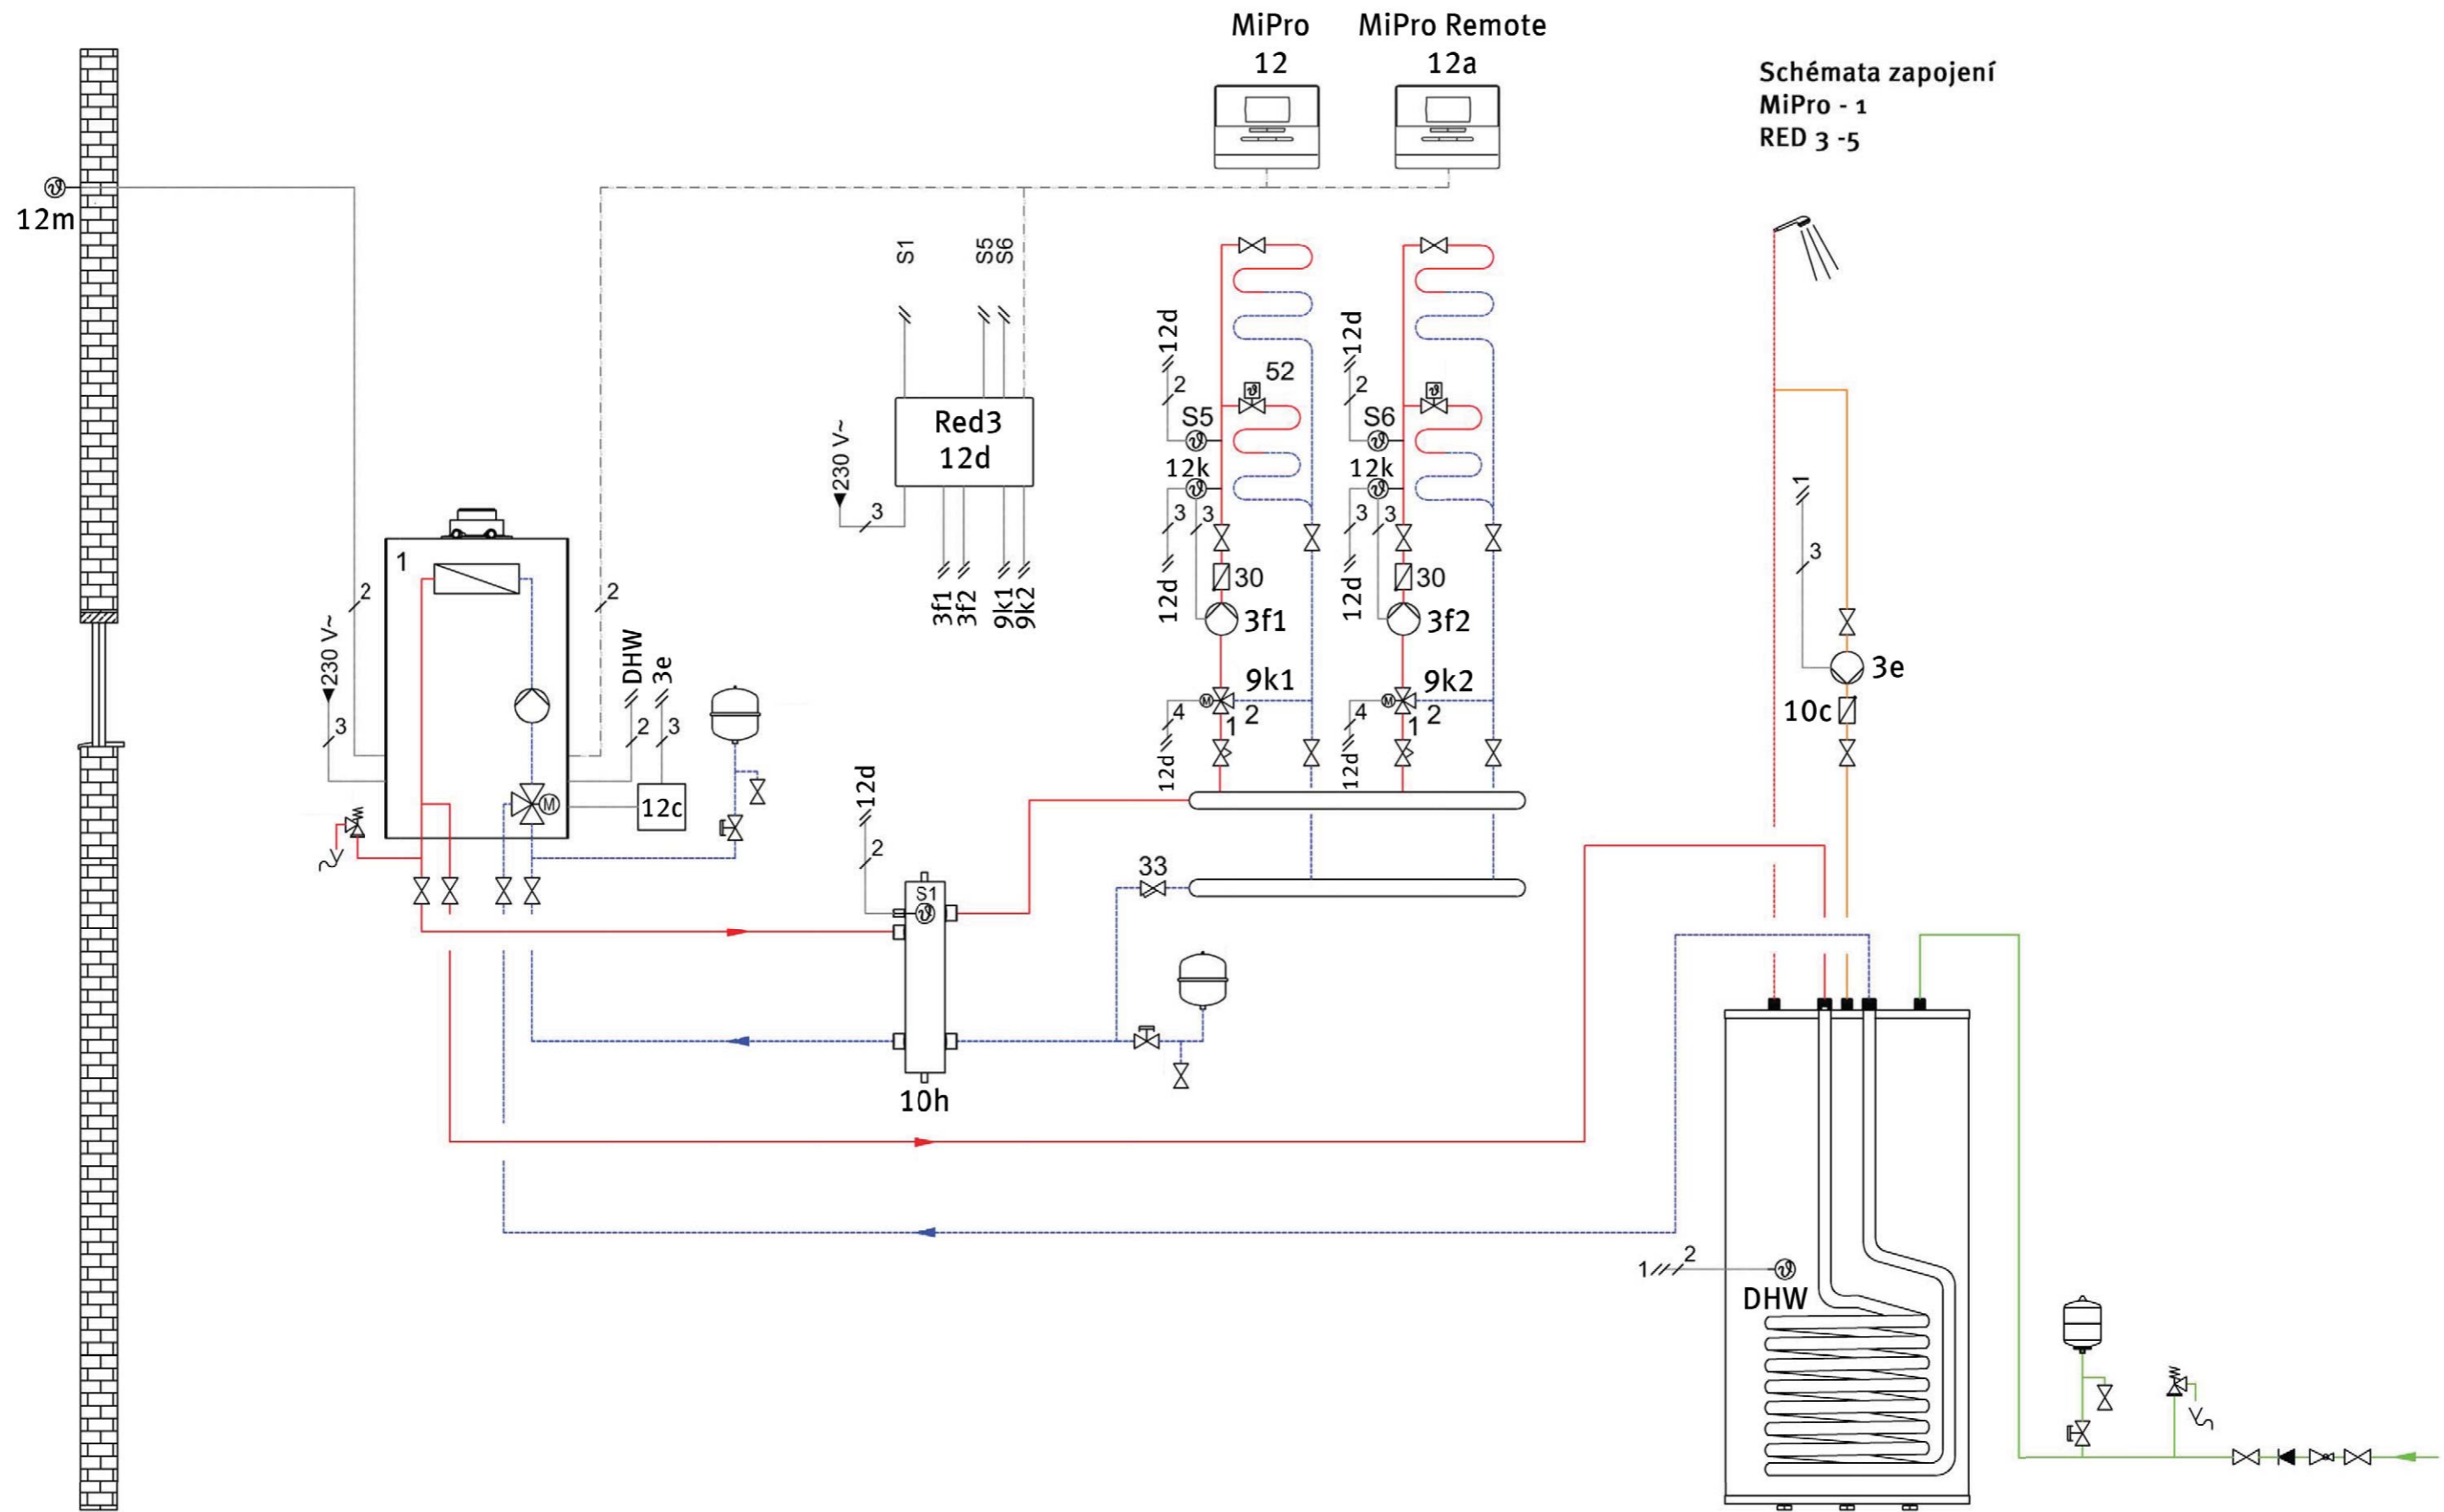 MiPro
12
MiPro Remote
12a
Schémata zapojení
MiPro - 1
RED 3 -5
12m
S1
S5
S6
Red3
12d
230 V~
3
3f1
3f2
9k1
9k2
12d
2
S5
12k
3
3
12d
52
30
3f1
9k1
4
1
2
12d
12d
2
S6
12k
3
3
12d
30
3f2
9k2
4
1
2
12d
1
3
3e
10c
1
2
230 V~
3
2
DHW
2
3e
3
12c
12d
2
S1
10h
33
1
2
DHW